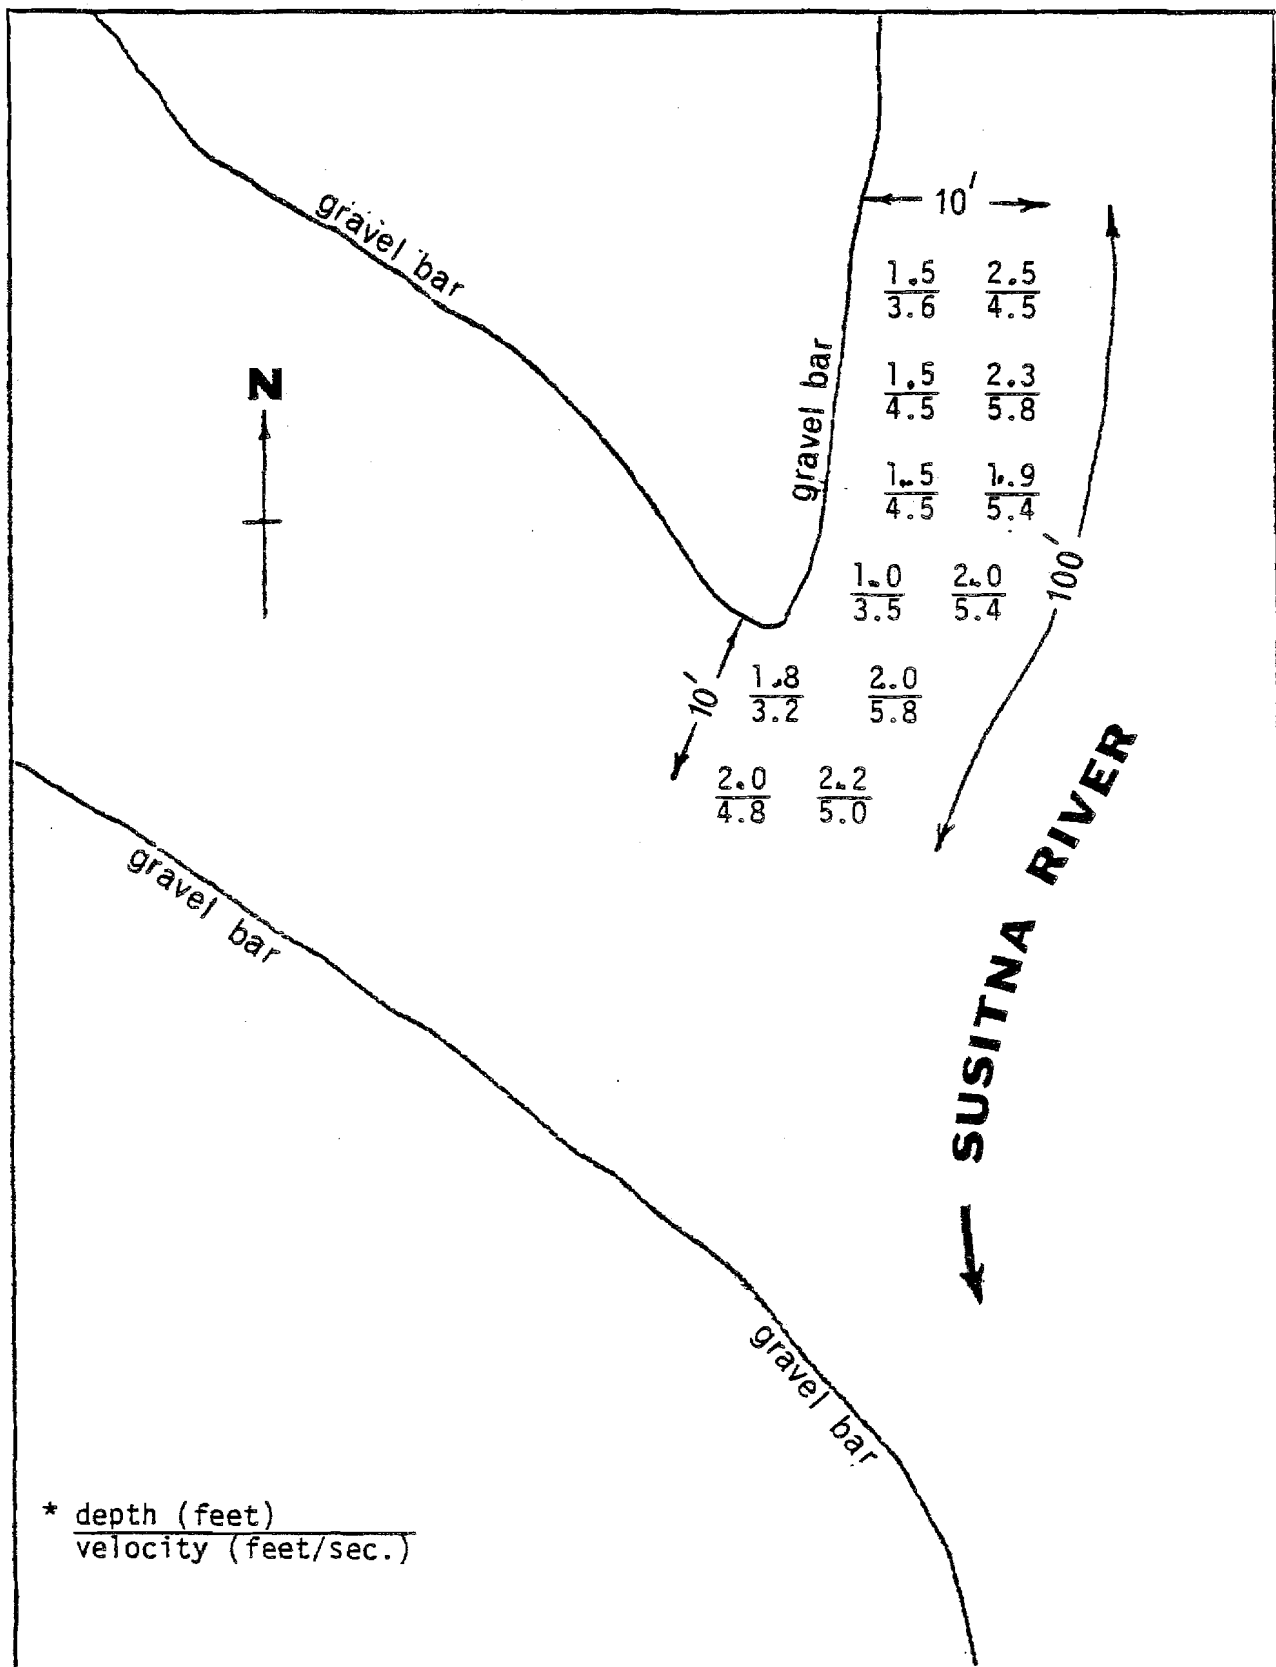 10'
gravel bar
1.5 2.5
3.6 4.5
N
gravel bar
1.5 2.3
4.5 5.8
1.5 1.9
4.5 5.4
100'
1.0 2.0
3.5 5.4
10'
1.8 2.0
3.2 5.8
2.0 2.2
4.8 5.0
SUSITNA RIVER
gravel bar
gravel bar
* depth (feet)
velocity (feet/sec.)